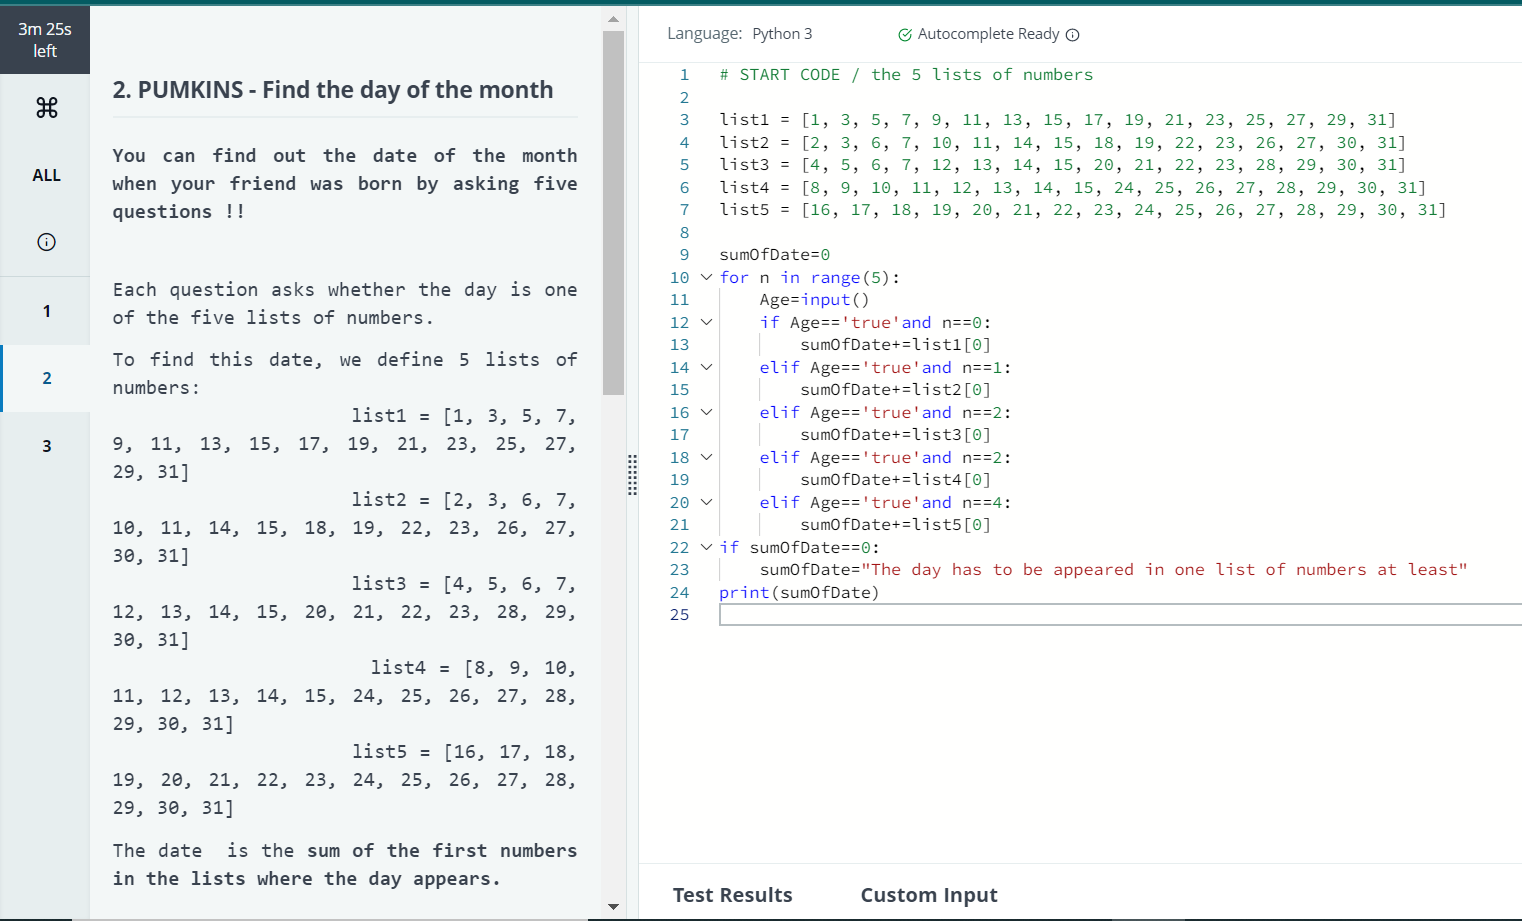 3m 25s
left
ALL
1
2
3
2. PUMKINS - Find the day of the month
You can find out the date of the month
when your friend was born by asking five
questions !!
Each question asks whether the day is one
of the five lists of numbers.
To find this date, we define 5 lists of
numbers:
list1 = [1, 3, 5, 7,
9, 11, 13, 15, 17, 19, 21, 23, 25, 27,
29, 31]
list2 = [2, 3, 6, 7,
10, 11, 14, 15, 18, 19, 22, 23, 26, 27,
30, 31]
list3 = [4, 5, 6, 7,
12, 13, 14, 15, 20, 21, 22, 23, 28, 29,
30, 31]
list4 = [8, 9, 10,
11, 12, 13, 14, 15, 24, 25, 26, 27, 28,
29, 30, 31]
list5 = [16, 17, 18,
19, 20, 21, 22, 23, 24, 25, 26, 27, 28,
29, 30, 31]
The date is the sum of the first numbers
in the lists where the day appears.
Language: Python 3
Autocomplete Ready
1 # START CODE / the 5 lists of numbers
2
3 list1 = [1, 3, 5, 7, 9, 11, 13, 15, 17, 19, 21, 23, 25, 27, 29, 31]
4 list2 = [2, 3, 6, 7, 10, 11, 14, 15, 18, 19, 22, 23, 26, 27, 30, 31]
5 list3 = [4, 5, 6, 7, 12, 13, 14, 15, 20, 21, 22, 23, 28, 29, 30, 31]
6 list4 = [8, 9, 10, 11, 12, 13, 14, 15, 24, 25, 26, 27, 28, 29, 30, 31]
7 list5 = [16, 17, 18, 19, 20, 21, 22, 23, 24, 25, 26, 27, 28, 29, 30, 31]
8
9 sumOfDate=0
10 for n in range(5):
11     Age=input()
12     if Age=='true'and n==0:
13         sumOfDate+=list1[0]
14     elif Age=='true'and n==1:
15         sumOfDate+=list2[0]
16     elif Age=='true'and n==2:
17         sumOfDate+=list3[0]
18     elif Age=='true'and n==2:
19         sumOfDate+=list4[0]
20     elif Age=='true'and n==4:
21         sumOfDate+=list5[0]
22 if sumOfDate==0:
23     sumOfDate="The day has to be appeared in one list of numbers at least"
24 print(sumOfDate)
25
Test Results
Custom Input